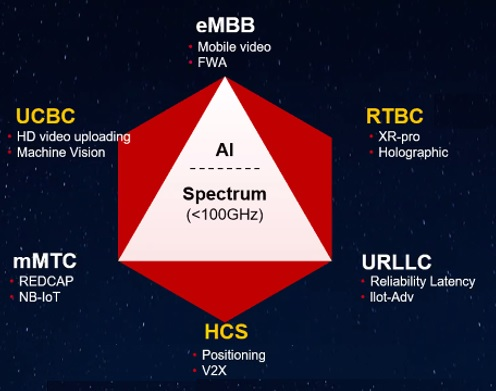 eMBB
• Mobile video
• FWA
UCBC
• HD video uploading
• Machine Vision
RTBC
• XR-pro
• Holographic
AI
Spectrum
(<100GHz)
mMTC
• REDCAP
• NB-IoT
URLLC
• Reliability Latency
• IIot-Adv
HCS
• Positioning
• V2X